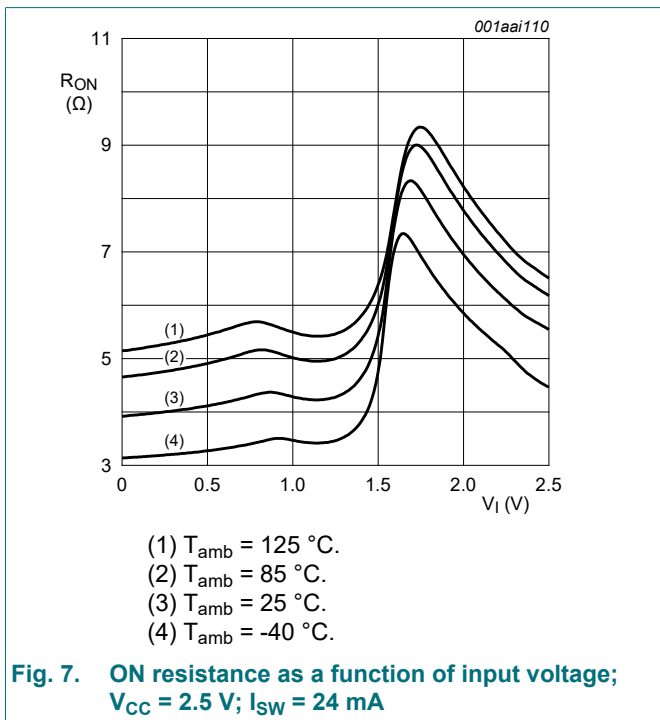 001aai110
11
RON
(Ω)
9
7
5
3
(1)
(2)
(3)
(4)
0 0.5 1.0 1.5 2.0 2.5
VI (V)
(1) Tamb = 125 °C.
(2) Tamb = 85 °C.
(3) Tamb = 25 °C.
(4) Tamb = -40 °C.
Fig. 7. ON resistance as a function of input voltage;
VCC = 2.5 V; ISW = 24 mA